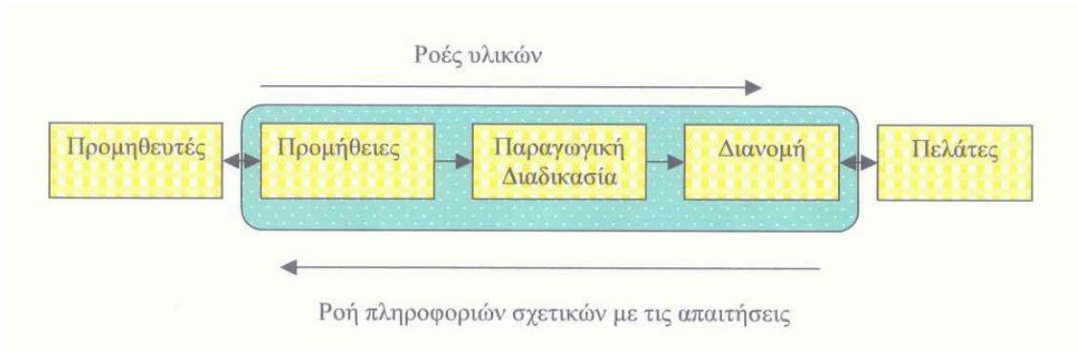 Ροές υλικών
Προμηθευτές
Προμήθειες
Παραγωγική
Διαδικασία
Διανομή
Πελάτες
Ροή πληροφοριών σχετικών με τις απαιτήσεις